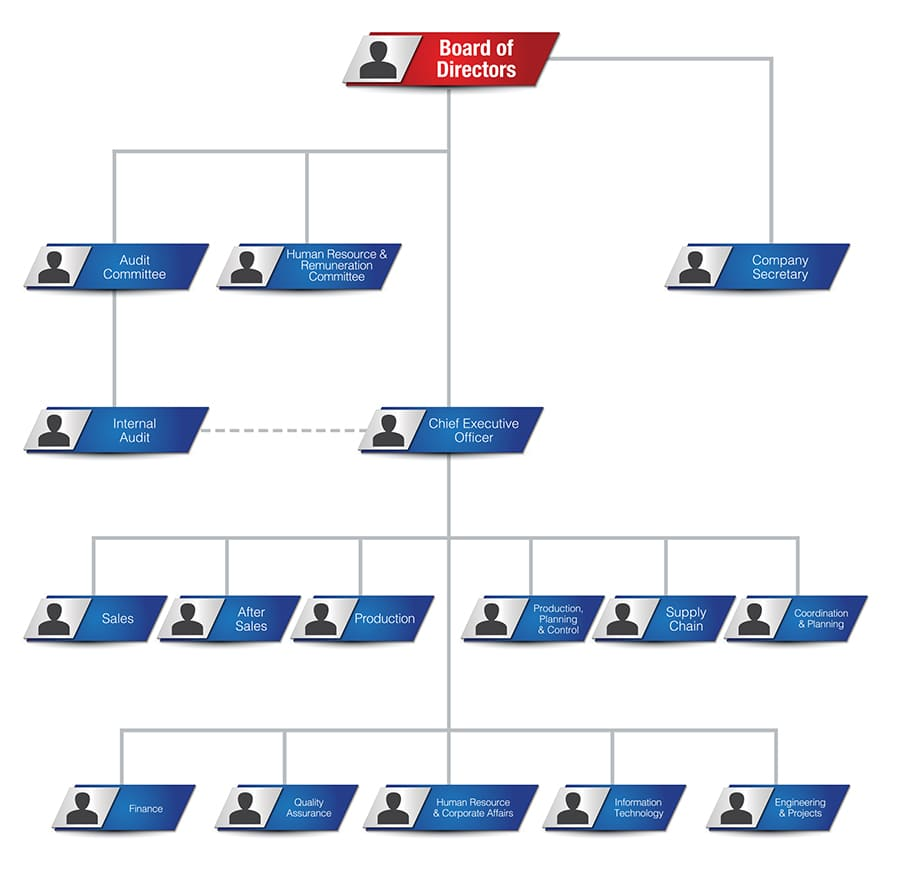 Board of
Directors
Audit
Committee
Human Resource &
Remuneration
Committee
Company
Secretary
Internal
Audit
Chief Executive
Officer
Sales
After
Sales
Production
Production,
Planning
& Control
Supply
Chain
Coordination
& Planning
Finance
Quality
Assurance
Human Resource
& Corporate Affairs
Information
Technology
Engineering
& Projects